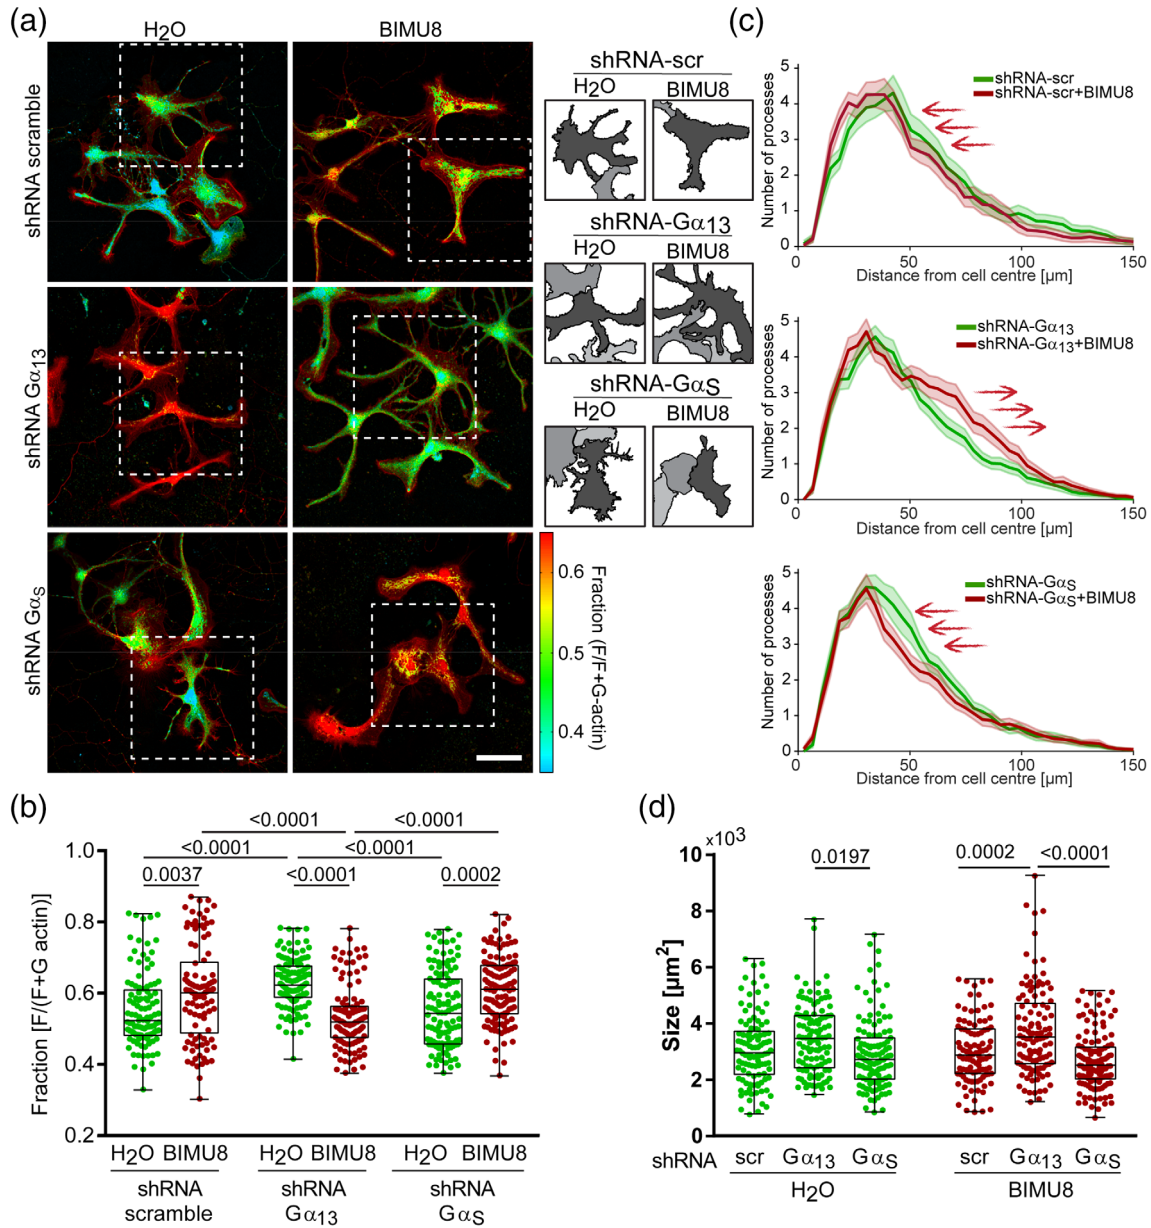 (a)
H2O
BIMU8
shRNA scramble
shRNA Gα13
shRNA GαS
shRNA-scr
H2O BIMU8
shRNA-Gα13
H2O BIMU8
shRNA-GαS
H2O BIMU8
0.6
0.5
0.4
Fraction (F/F+G-actin)
(c)
Number of processes
5
4
3
2
1
0
shRNA-scr
shRNA-scr+BIMU8
0 50 100 150
Distance from cell centre [µm]
Number of processes
5
4
3
2
1
0
shRNA-Gα13
shRNA-Gα13+BIMU8
0 50 100 150
Distance from cell centre [µm]
Number of processes
5
4
3
2
1
0
shRNA-GαS
shRNA-GαS+BIMU8
0 50 100 150
Distance from cell centre [µm]
(b)
Fraction [F/(F+G actin)]
1.0
0.8
0.6
0.4
0.2
<0.0001 <0.0001
<0.0001 <0.0001
0.0037 <0.0001 0.0002
H2O BIMU8 H2O BIMU8 H2O BIMU8
shRNA scramble
shRNA Gα13
shRNA GαS
(d)
×10³
Size [µm²]
10
8
6
4
2
0
0.0197
0.0002 <0.0001
shRNA scr Gα13 GαS scr Gα13 GαS
H2O BIMU8